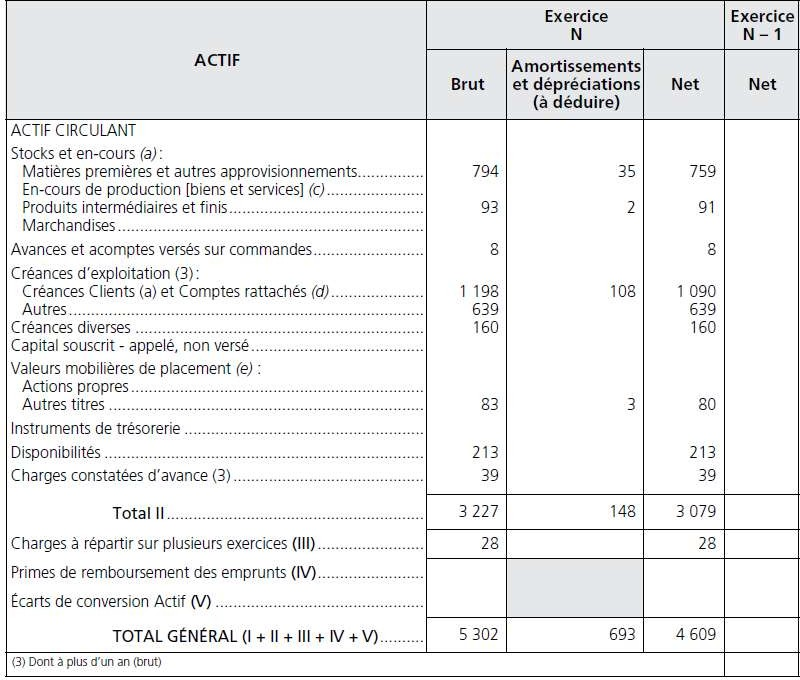 ACTIF
Exercice
N
Exercice
N – 1
Brut
Amortissements
et dépréciations
(à déduire)
Net
Net
ACTIF CIRCULANT
Stocks et en-cours (a) :
Matières premières et autres approvisionnements............... 794 35 759
En-cours de production [biens et services] (c)......................
Produits intermédiaires et finis............................................ 93 2 91
Marchandises .....................................................................
Avances et acomptes versés sur commandes......................... 8 8
Créances d’exploitation (3) :
Créances Clients (a) et Comptes rattachés (d)..................... 1 198 108 1 090
Autres................................................................................ 639 639
Créances diverses ................................................................. 160 160
Capital souscrit - appelé, non versé.......................................
Valeurs mobilières de placement (e) :
Actions propres..................................................................
Autres titres ....................................................................... 83 3 80
Instruments de trésorerie ......................................................
Disponibilités ........................................................................ 213 213
Charges constatées d’avance (3)........................................... 39 39
Total II.......................................................... 3 227 148 3 079
Charges à répartir sur plusieurs exercices (III)........................ 28 28
Primes de remboursement des emprunts (IV)........................
Écarts de conversion Actif (V) ...............................................
TOTAL GÉNÉRAL (I + II + III + IV + V).......... 5 302 693 4 609
(3) Dont à plus d’un an (brut)